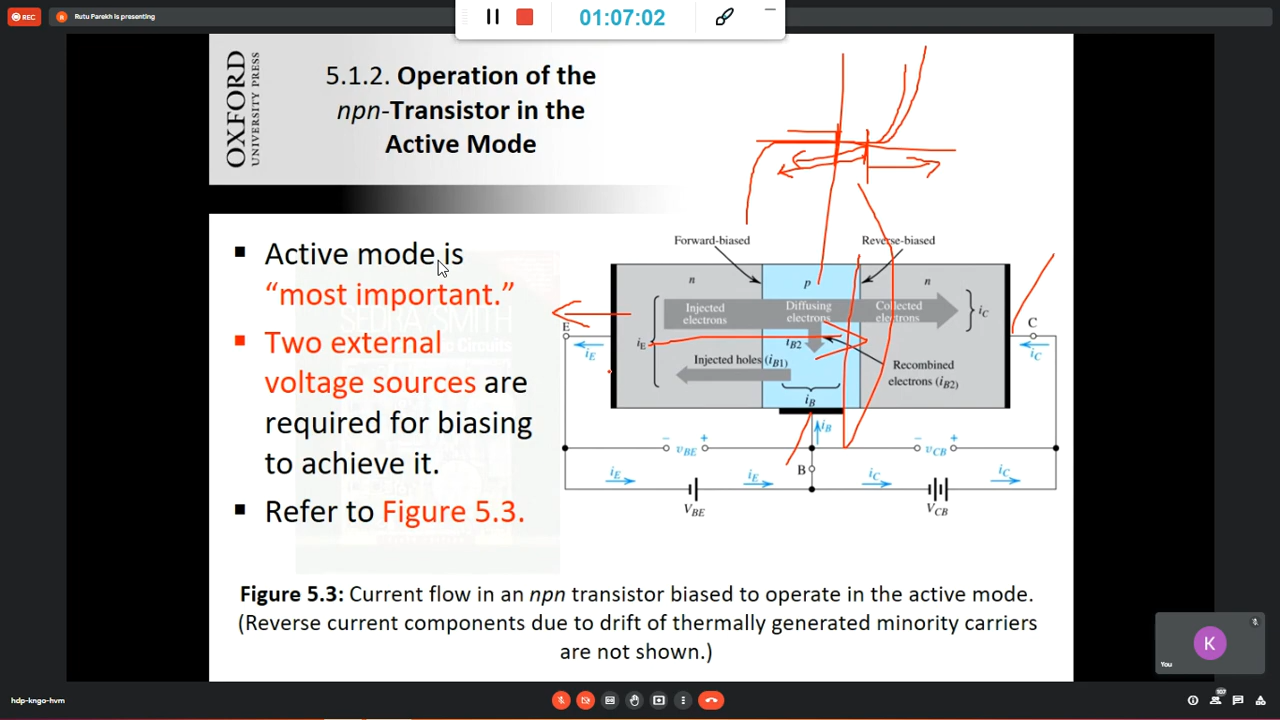 REC
Rutu Parekh is presenting
01:07:02
OXFORD
UNIVERSITY PRESS
5.1.2. Operation of the
npn-Transistor in the
Active Mode
Active mode is
“most important.”
Two external
voltage sources are
required for biasing
to achieve it.
Refer to Figure 5.3.
SEDRA SMITH
Forward-biased
Reverse-biased
n
p
n
Injected
electrons
Diffusing
electrons
Collected
electrons
iC
E
C
iE
iE
iB2
iC
Injected holes (iB1)
Recombined
electrons (iB2)
iB
iB
− vBE +
− vCB +
B
iE
iE
iC
iC
VBE
VCB
Figure 5.3: Current flow in an npn transistor biased to operate in the active mode.
(Reverse current components due to drift of thermally generated minority carriers
are not shown.)
K
You
hdp-kngo-hvm
107